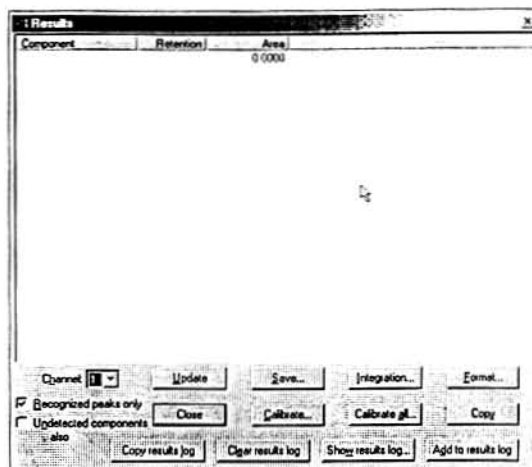 Results
Component Retention Area
0.0000
Channel: 1 Update Save... Integration... Format...
Recognized peaks only
Close Calibrate... Calibrate all... Copy
Undetected components
also
Copy results log Clear results log Show results log... Add to results log